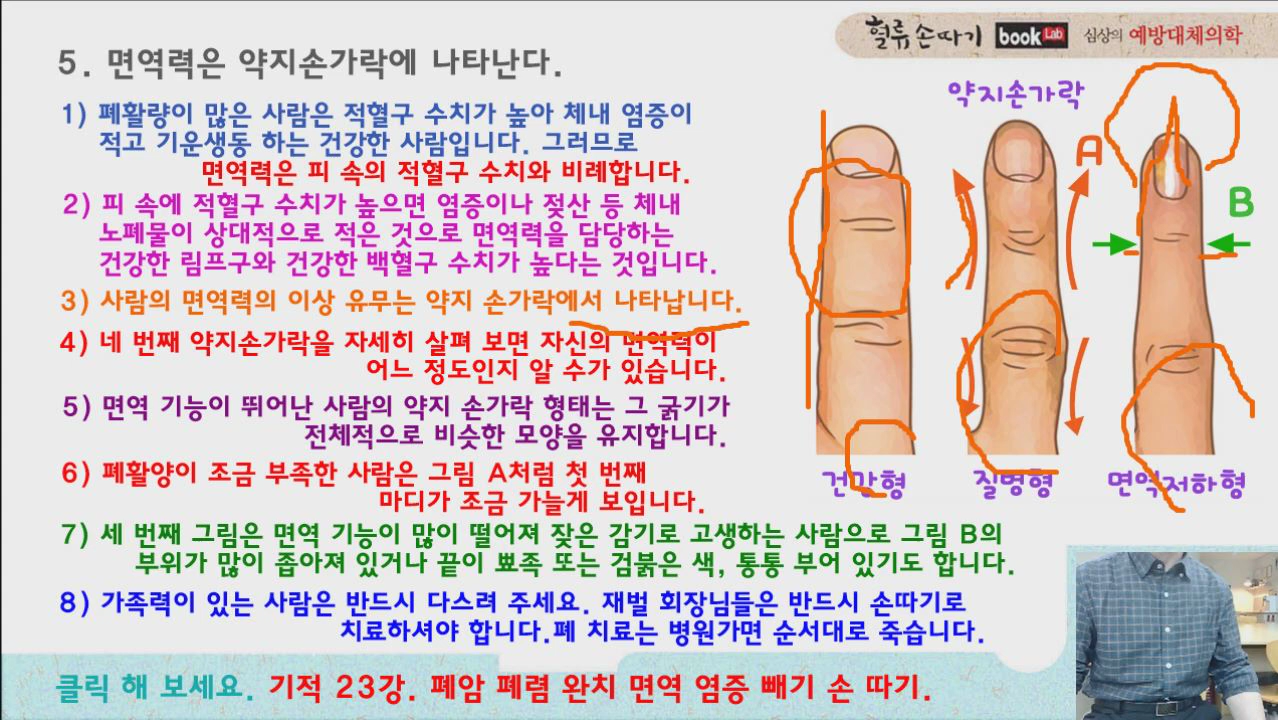 혈류 손따기 book Lab 심상의 예방대체의학
5. 면역력은 약지손가락에 나타난다.
1) 폐활량이 많은 사람은 적혈구 수치가 높아 체내 염증이
적고 기운생동 하는 건강한 사람입니다. 그러므로
면역력은 피 속의 적혈구 수치와 비례합니다.
2) 피 속에 적혈구 수치가 높으면 염증이나 젖산 등 체내
노폐물이 상대적으로 적은 것으로 면역력을 담당하는
건강한 림프구와 건강한 백혈구 수치가 높다는 것입니다.
3) 사람의 면역력의 이상 유무는 약지 손가락에서 나타납니다.
4) 네 번째 약지손가락을 자세히 살펴 보면 자신의 면역력이
어느 정도인지 알 수가 있습니다.
5) 면역 기능이 뛰어난 사람의 약지 손가락 형태는 그 굵기가
전체적으로 비슷한 모양을 유지합니다.
6) 폐활양이 조금 부족한 사람은 그림 A처럼 첫 번째
마디가 조금 가늘게 보입니다.
7) 세 번째 그림은 면역 기능이 많이 떨어져 잦은 감기로 고생하는 사람으로 그림 B의
부위가 많이 좁아져 있거나 끝이 뾰족 또는 검붉은 색, 통통 부어 있기도 합니다.
8) 가족력이 있는 사람은 반드시 다스려 주세요. 재벌 회장님들은 반드시 손따기로
치료하셔야 합니다.폐 치료는 병원가면 순서대로 죽습니다.
약지손가락
A
B
건강형
질병형
면역저하형
클릭 해 보세요. 기적 23강. 폐암 폐렴 완치 면역 염증 빼기 손 따기.